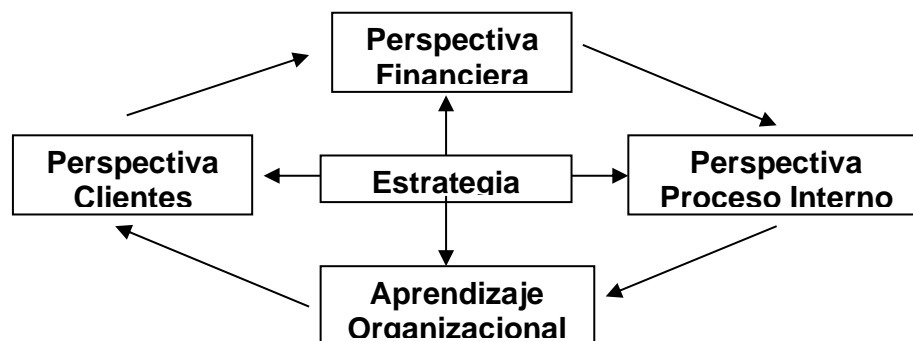 Perspectiva
Financiera
Perspectiva
Clientes
Estrategia
Perspectiva
Proceso Interno
Aprendizaje
Organizacional